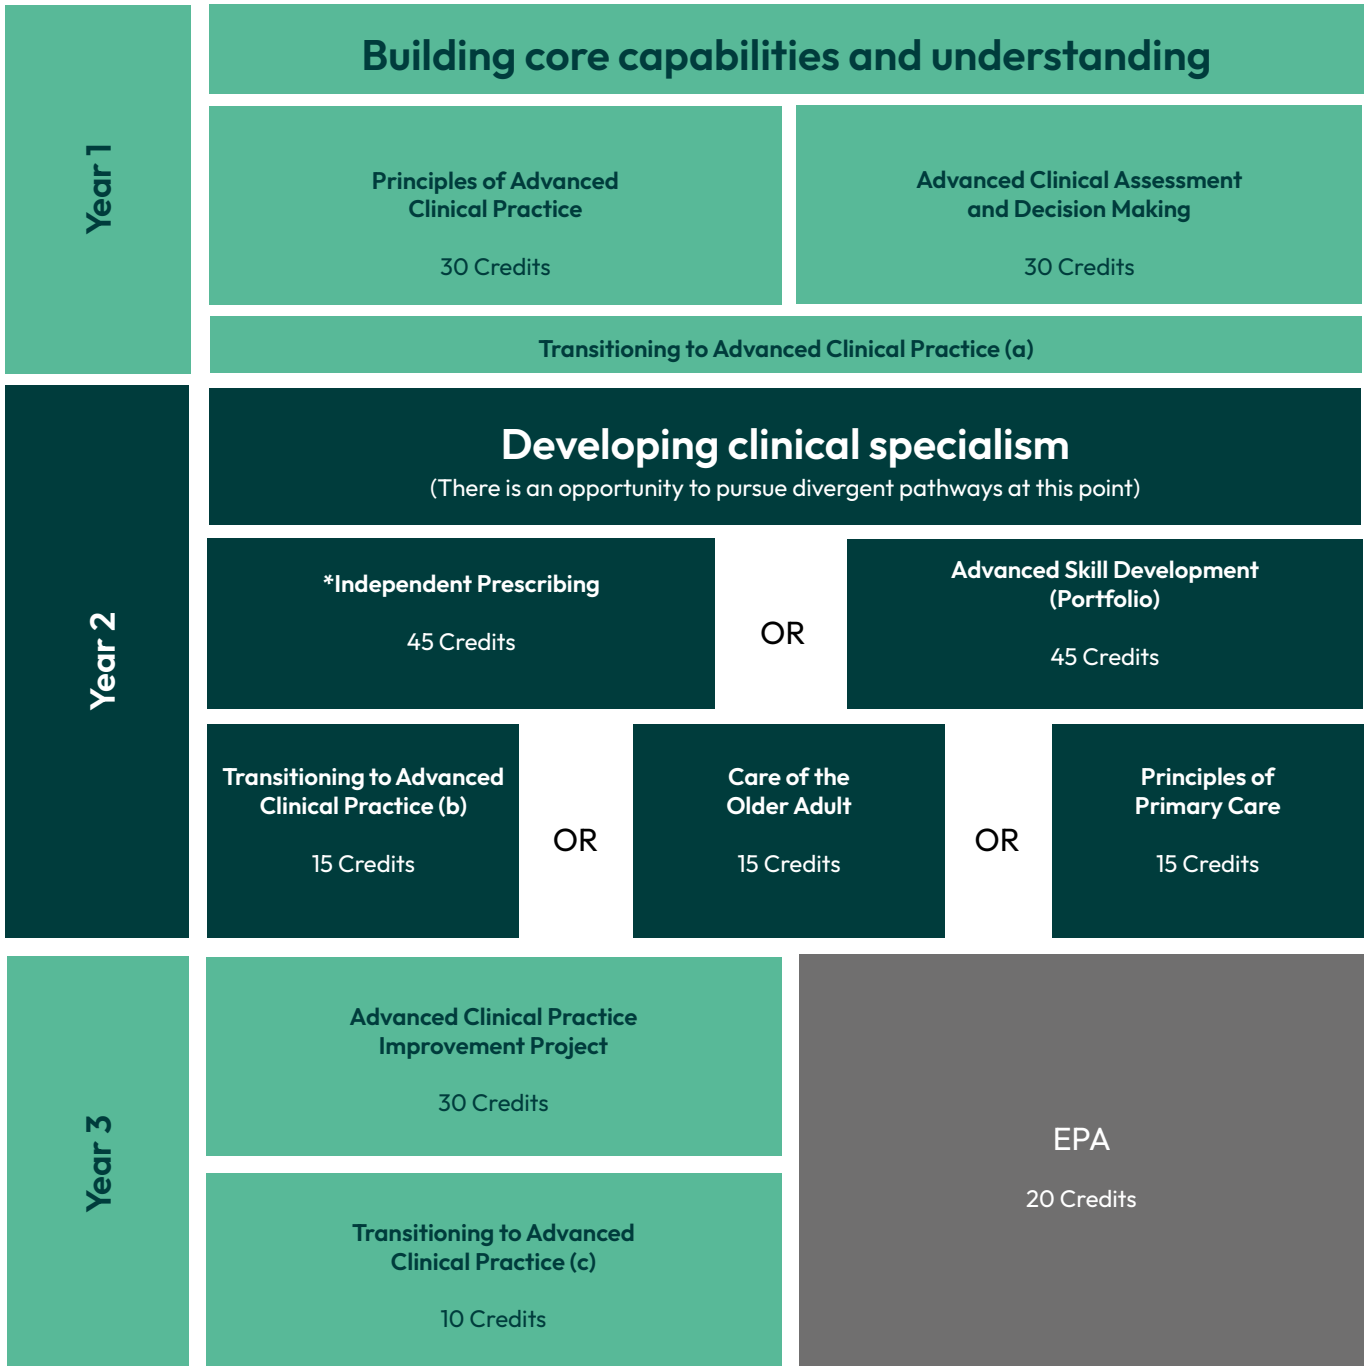 Year 1
Building core capabilities and understanding
Principles of Advanced
Clinical Practice
30 Credits
Advanced Clinical Assessment
and Decision Making
30 Credits
Transitioning to Advanced Clinical Practice (a)
Year 2
Developing clinical specialism
(There is an opportunity to pursue divergent pathways at this point)
*Independent Prescribing
45 Credits
OR
Advanced Skill Development
(Portfolio)
45 Credits
Transitioning to Advanced
Clinical Practice (b)
15 Credits
OR
Care of the
Older Adult
15 Credits
OR
Principles of
Primary Care
15 Credits
Year 3
Advanced Clinical Practice
Improvement Project
30 Credits
Transitioning to Advanced
Clinical Practice (c)
10 Credits
EPA
20 Credits